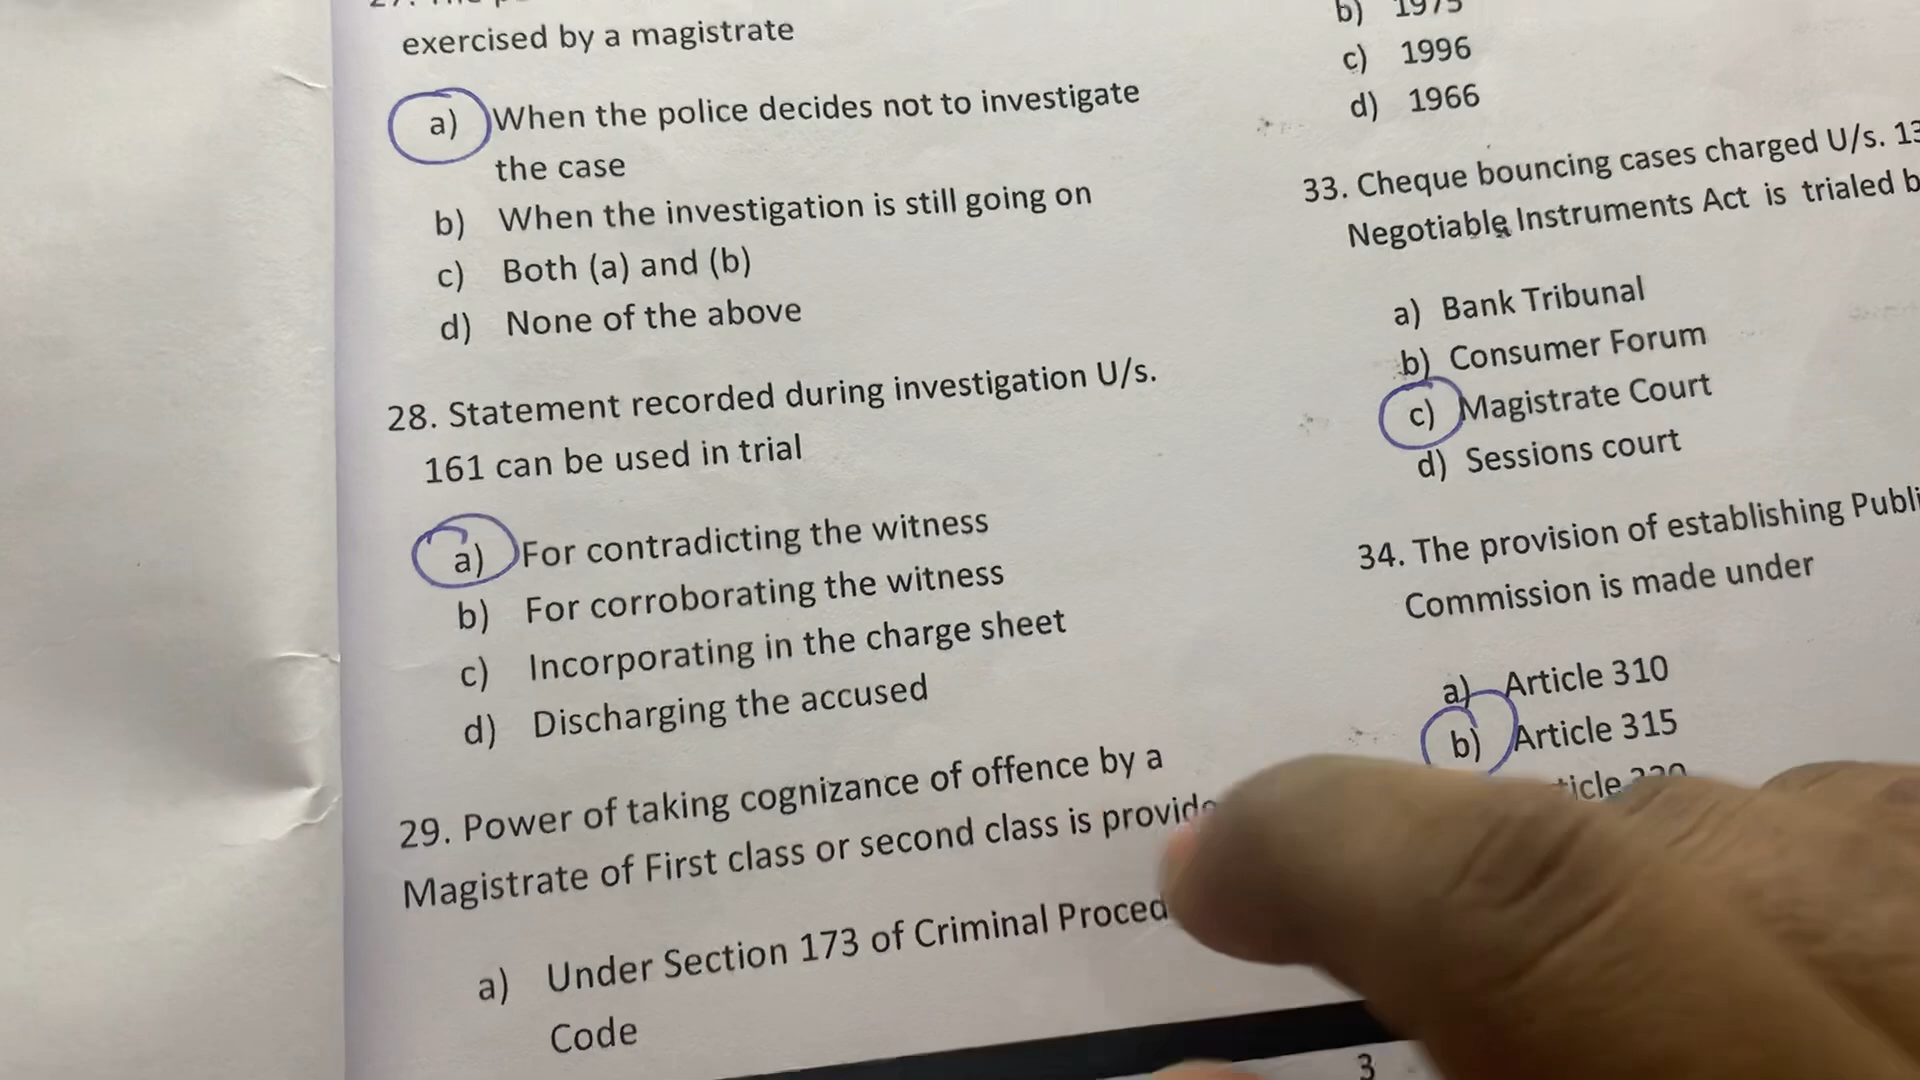 exercised by a magistrate
a) When the police decides not to investigate
the case
b) When the investigation is still going on
c) Both (a) and (b)
d) None of the above
28. Statement recorded during investigation U/s.
161 can be used in trial
a) For contradicting the witness
b) For corroborating the witness
c) Incorporating in the charge sheet
d) Discharging the accused
29. Power of taking cognizance of offence by a
Magistrate of First class or second class is
a) Under Section 173 of Criminal
Code
b) 1975
c) 1996
d) 1966
33. Cheque bouncing cases charged U/s.
Negotiable Instruments Act is trialed
a) Bank Tribunal
b) Consumer Forum
c) Magistrate Court
d) Sessions court
34. The provision of establishing
Commission is made under
a) Article 310
b) Article 315
3